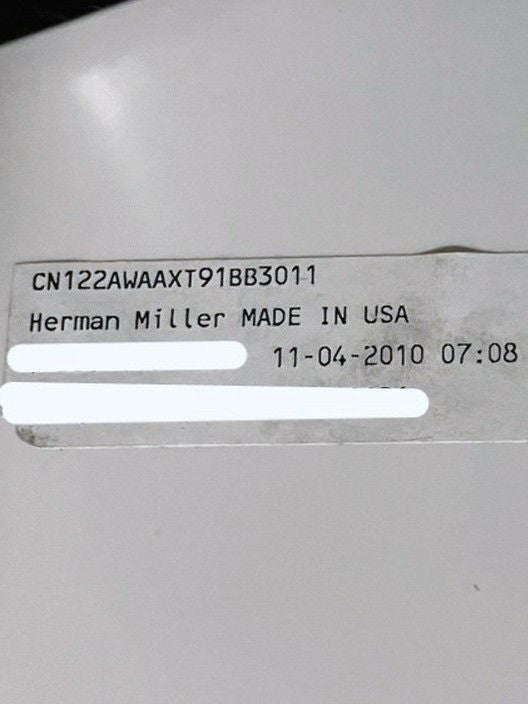 CN122AWAAXT91BB3011
Herman Miller MADE IN USA
11-04-2010 07:08